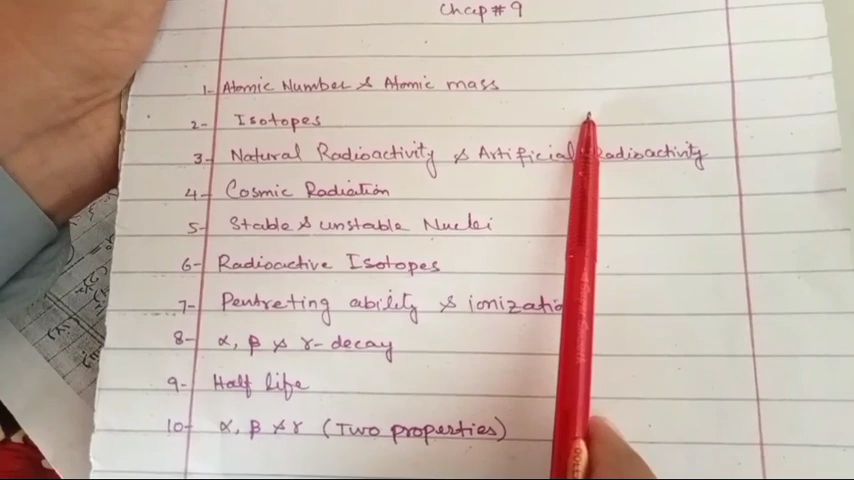 Chap # 9
1- Atomic Number & Atomic mass
2- Isotopes
3- Natural Radioactivity & Artificial Radioactivity
4- Cosmic Radiation
5- Stable & unstable Nuclei
6- Radioactive Isotopes
7- Pentreting ability & ionizatio
8- α, β & γ-decay
9- Half life
10- α, β & γ (Two properties)